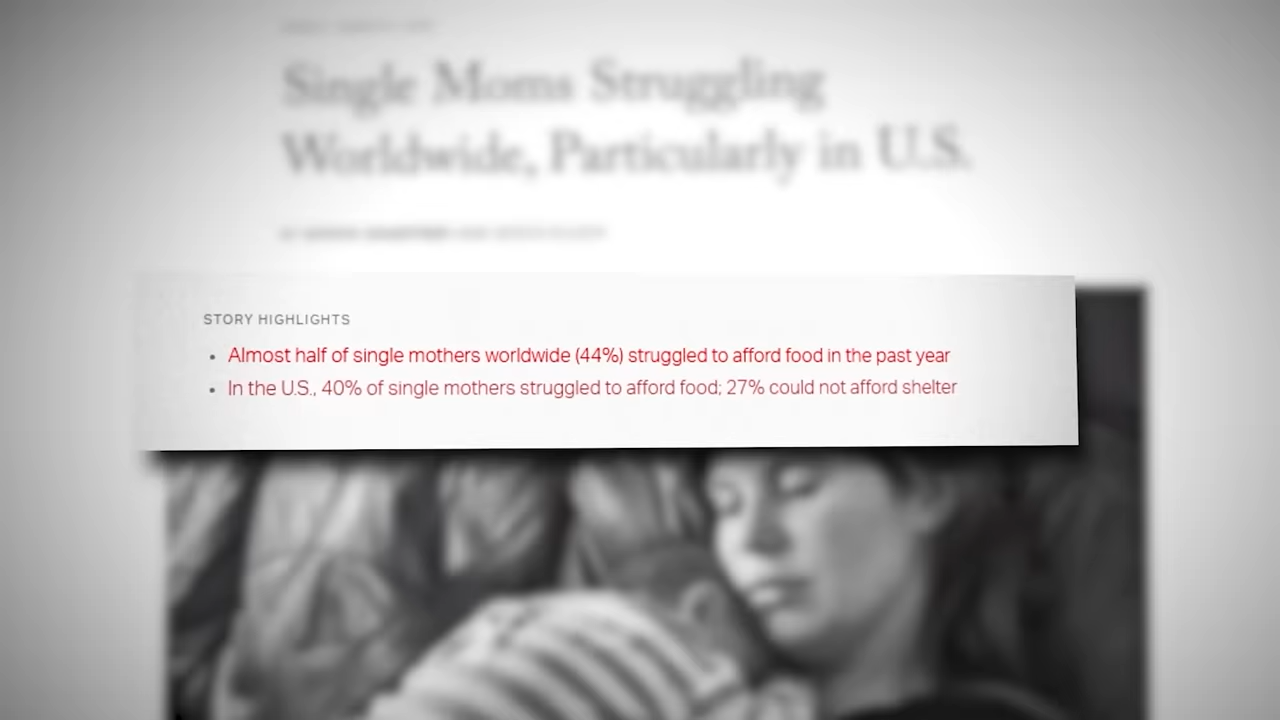 Single Moms Struggling
Worldwide, Particularly in U.S.
STORY HIGHLIGHTS
• Almost half of single mothers worldwide (44%) struggled to afford food in the past year
• In the U.S., 40% of single mothers struggled to afford food; 27% could not afford shelter